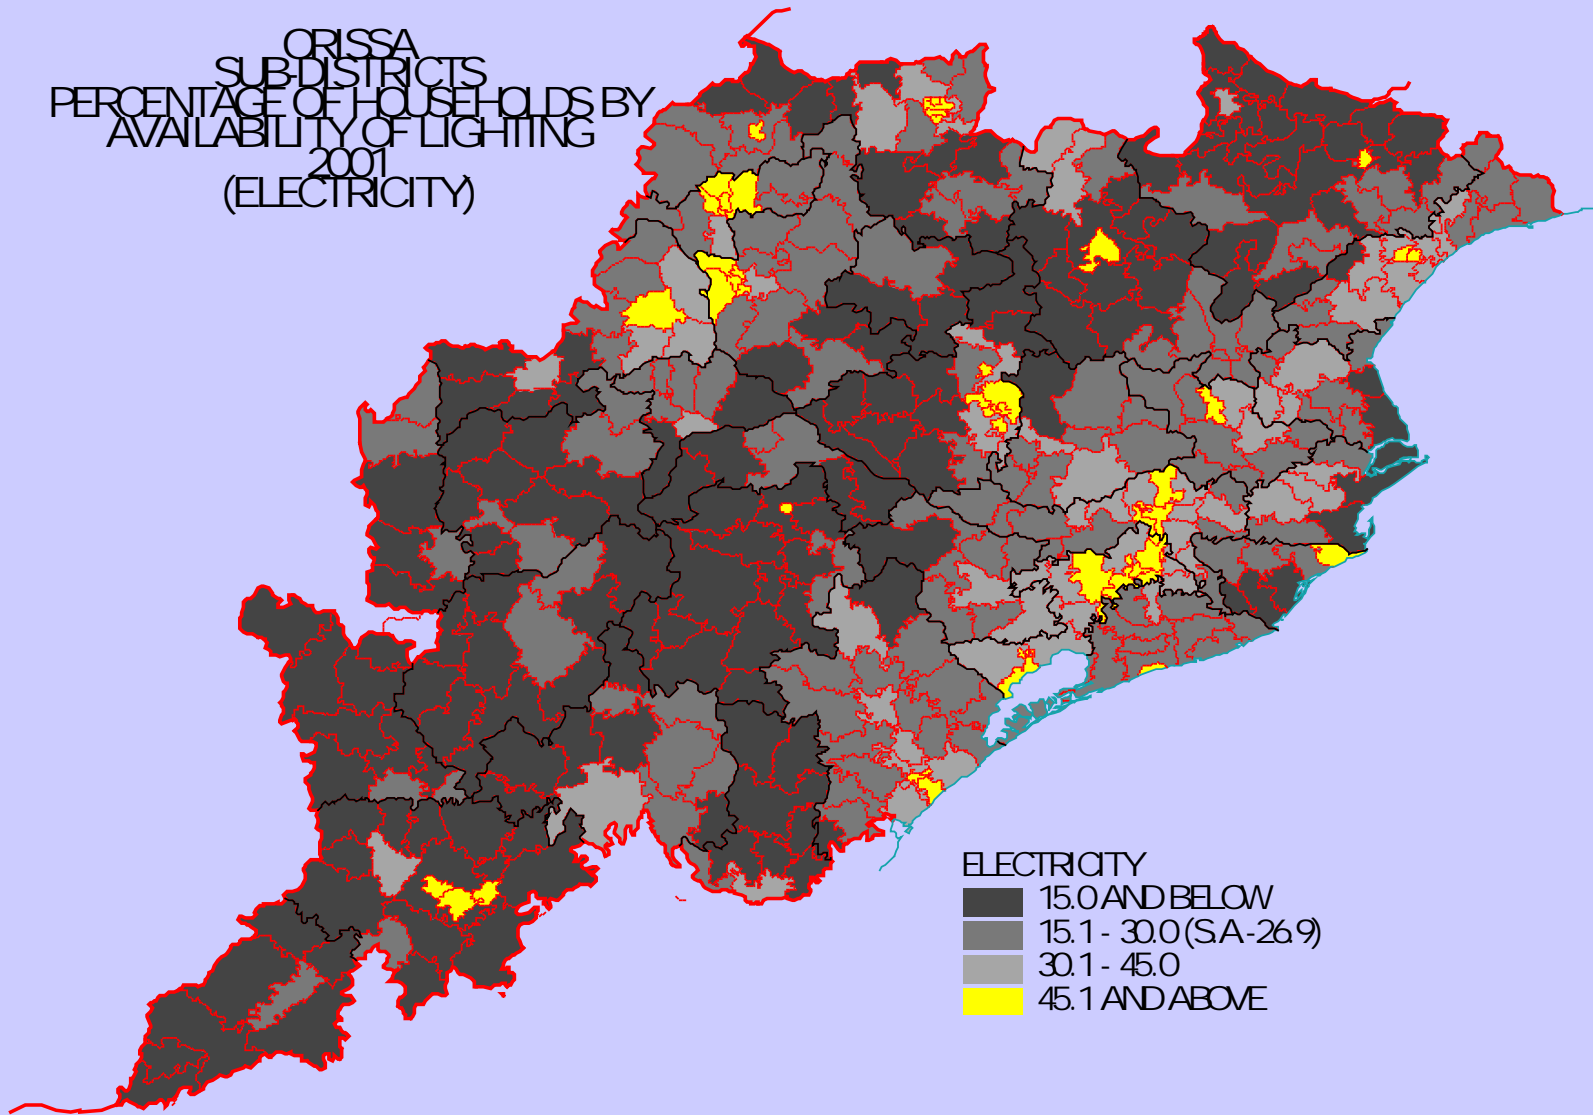 ORISSA
SUB-DISTRICTS
PERCENTAGE OF HOUSEHOLDS BY
AVAILABILITY OF LIGHTING
2001
(ELECTRICITY)
ELECTRICITY
15.0 AND BELOW
15.1 - 30.0 (S.A.-26.9)
30.1 - 45.0
45.1 AND ABOVE